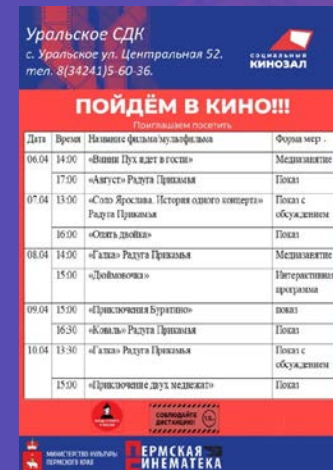 Уральское СДК
с. Уральское ул. Центральная 52.
тел. 8(34241)5-60-36.
СОЦИАЛЬНЫЙ
КИНОЗАЛ
ПОЙДЁМ В КИНО!!!
Приглашаем посетить
Дата Время Название фильма/мультфильма Форма мер .
06.04 14:00 «Винни Пух идет в гости» Медиазанятие
17:00 «Август» Радуга Прикамья Показ
07.04 13:00 «Соло Ярослава. История одного концерта» Показ с
Радуга Прикамья обсуждением
16:00 «Опять двойка» Показ
08.04 14:00 «Галка» Радуга Прикамья Медиазанятие
15:00 «Дюймовочка» Интерактивная
программа
09.04 15:00 «Приключения Буратино» показ
16:30 «Коваль» Радуга Прикамья Показ
10.04 13:30 «Галка» Радуга Прикамья Показ с
обсуждением
15:00 «Приключение двух медвежат» Показ
СОБЛЮДАЙТЕ
ДИСТАНЦИЮ!
МИНИСТЕРСТВО КУЛЬТУРЫ
ПЕРМСКОГО КРАЯ
ПЕРМСКАЯ
СИНЕМАТЕКА